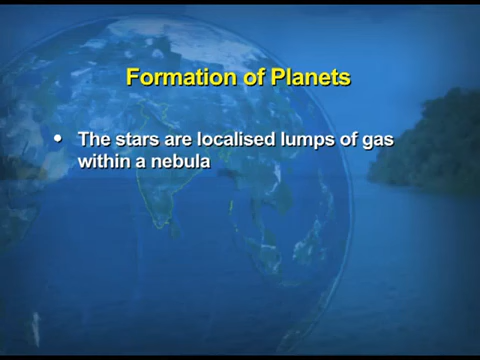 Formation of Planets
• The stars are localised lumps of gas
within a nebula